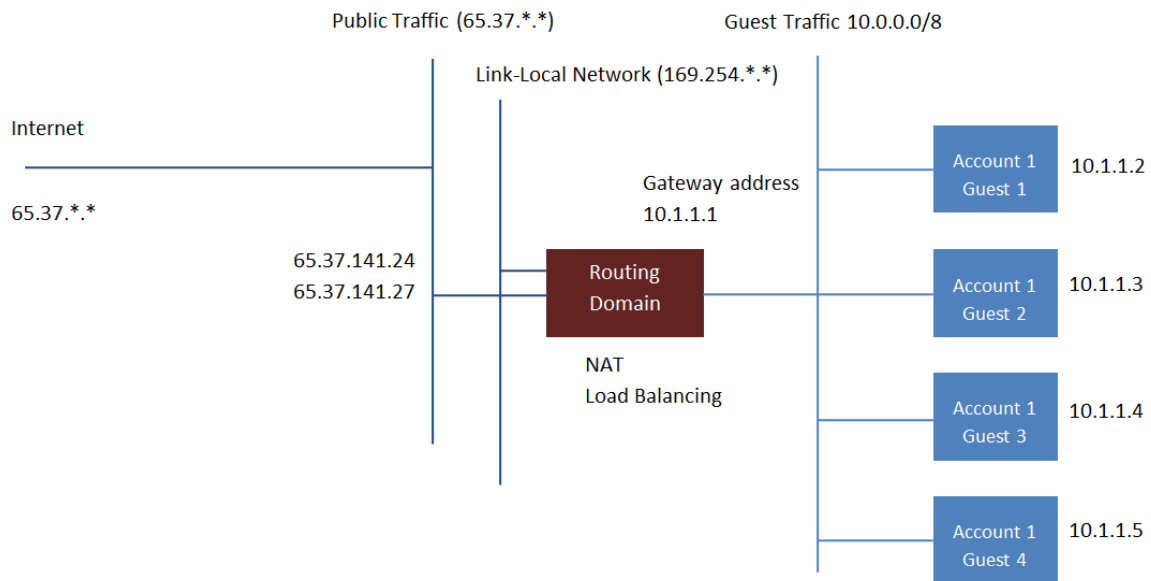 Public Traffic (65.37.*.*)
Guest Traffic 10.0.0.0/8
Link-Local Network (169.254.*.*)
Internet
65.37.*.*
Gateway address
10.1.1.1
65.37.141.24
65.37.141.27
Routing
Domain
NAT
Load Balancing
Account 1
Guest 1
10.1.1.2
Account 1
Guest 2
10.1.1.3
Account 1
Guest 3
10.1.1.4
Account 1
Guest 4
10.1.1.5